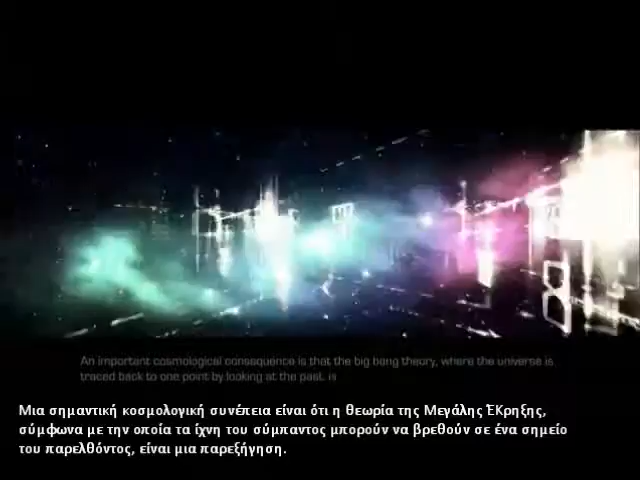 An important cosmological consequence is that the big bang theory, where the universe is
traced back to one point by looking at the past, is
Μια σημαντική κοσμολογική συνέπεια είναι ότι η θεωρία της Μεγάλης ΈΚρηξης,
σύμφωνα με την οποία τα ίχνη του σύμπαντος μπορούν να βρεθούν σε ένα σημείο
του παρελθόντος, είναι μια παρεξήγηση.